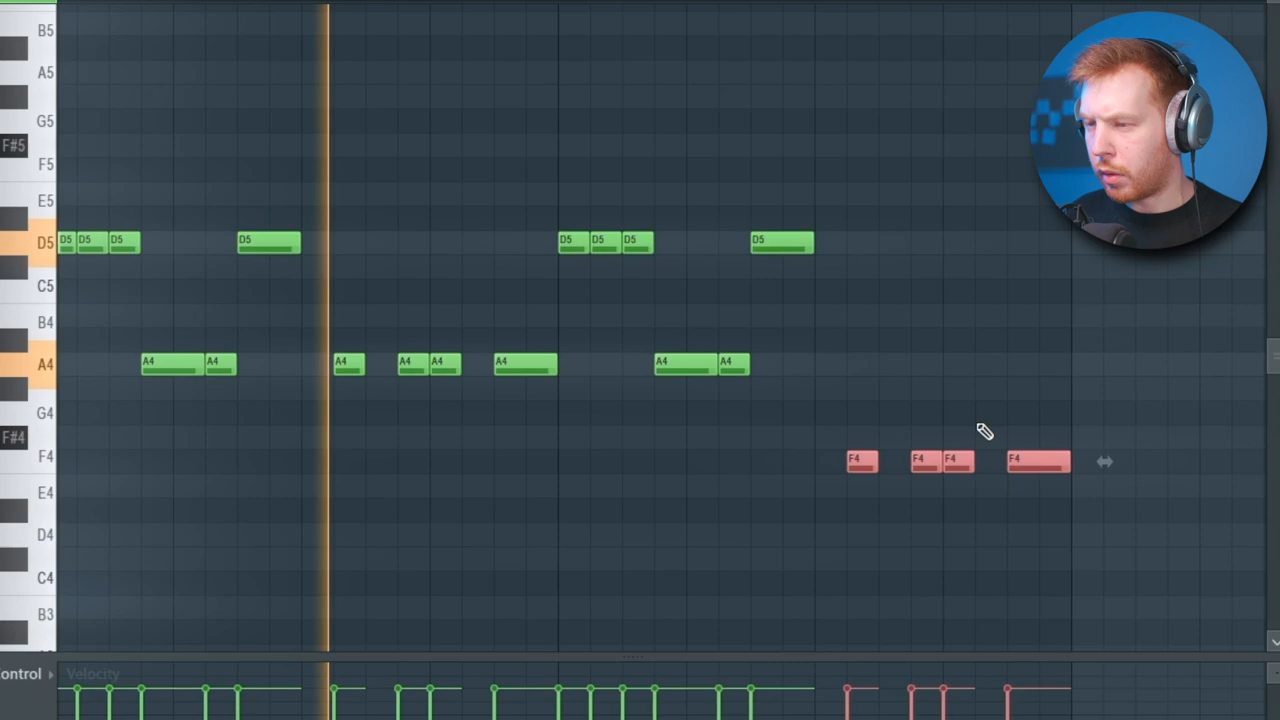 B5
A5
G5
F#5
F5
E5
D5 D5 D5 D5 D5 D5 D5 D5 D5
C5
B4
A4 A4 A4 A4 A4 A4 A4 A4 A4
G4
F#4
F4 F4 F4 F4 F4
E4
D4
C4
B3
ontrol Velocity